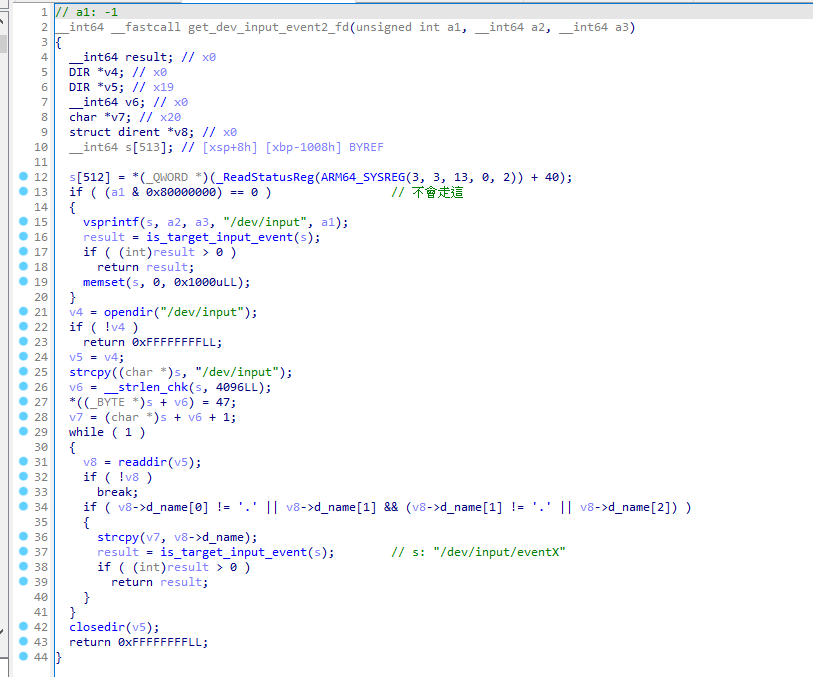 1 // a1: -1
2 __int64 __fastcall get_dev_input_event2_fd(unsigned int a1, __int64 a2, __int64 a3)
3 {
4 __int64 result; // x0
5 DIR *v4; // x0
6 DIR *v5; // x19
7 __int64 v6; // x0
8 char *v7; // x20
9 struct dirent *v8; // x0
10 __int64 s[513]; // [xsp+8h] [xbp-1008h] BYREF
11
12 s[512] = *(_QWORD *)(_ReadStatusReg(ARM64_SYSREG(3, 3, 13, 0, 2)) + 40);
13 if ( (a1 & 0x80000000) == 0 ) // 不會走這
14 {
15 vsprintf(s, a2, a3, "/dev/input", a1);
16 result = is_target_input_event(s);
17 if ( (int)result > 0 )
18 return result;
19 memset(s, 0, 0x1000uLL);
20 }
21 v4 = opendir("/dev/input");
22 if ( !v4 )
23 return 0xFFFFFFFFLL;
24 v5 = v4;
25 strcpy((char *)s, "/dev/input");
26 v6 = __strlen_chk(s, 4096LL);
27 *((_BYTE *)s + v6) = 47;
28 v7 = (char *)s + v6 + 1;
29 while ( 1 )
30 {
31 v8 = readdir(v5);
32 if ( !v8 )
33 break;
34 if ( v8->d_name[0] != '.' || v8->d_name[1] && (v8->d_name[1] != '.' || v8->d_name[2]) )
35 {
36 strcpy(v7, v8->d_name);
37 result = is_target_input_event(s); // s: "/dev/input/eventX"
38 if ( (int)result > 0 )
39 return result;
40 }
41 }
42 closedir(v5);
43 return 0xFFFFFFFFLL;
44 }